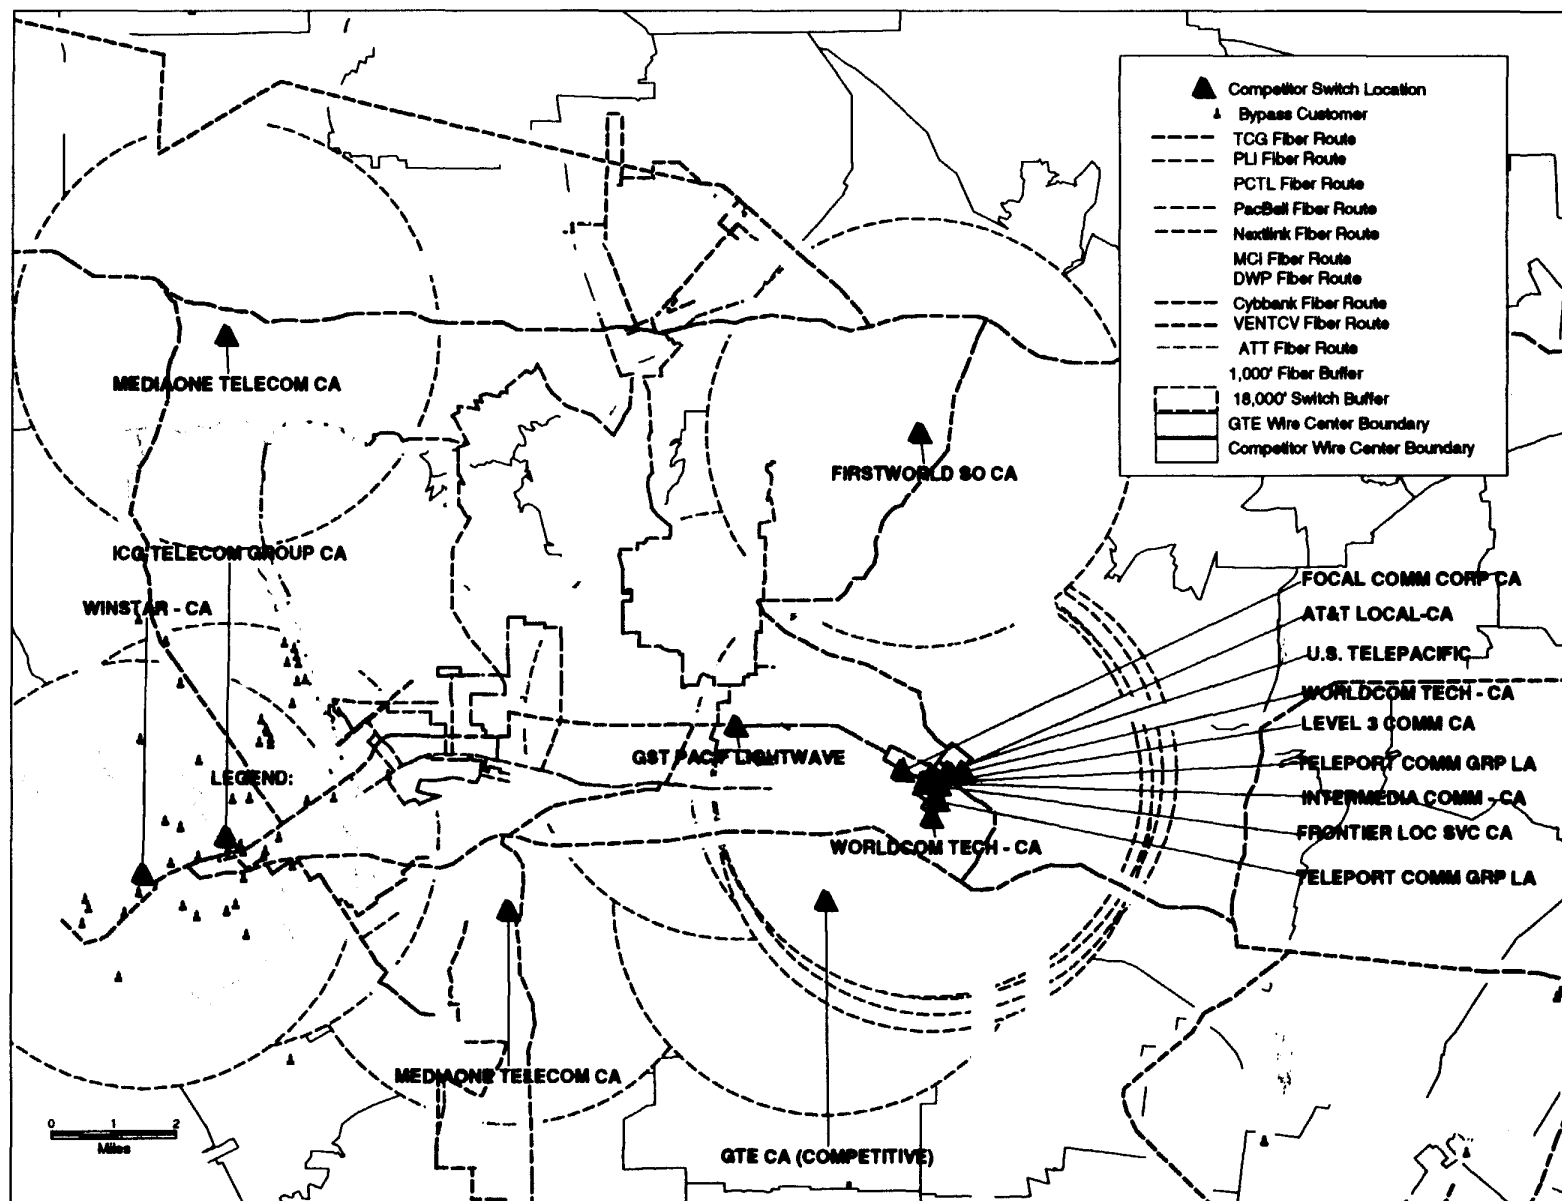 Competitor Switch Location
Bypass Customer
TCG Fiber Route
PLI Fiber Route
PCTL Fiber Route
PacBell Fiber Route
Nextlink Fiber Route
MCI Fiber Route
DWP Fiber Route
Cybbank Fiber Route
VENTCV Fiber Route
ATT Fiber Route
1,000' Fiber Buffer
18,000' Switch Buffer
GTE Wire Center Boundary
Competitor Wire Center Boundary
MEDIAONE TELECOM CA
FIRSTWORLD SO CA
ICG TELECOM GROUP CA
WINSTAR - CA
FOCAL COMM CORP CA
AT&T LOCAL-CA
U.S. TELEPACIFIC
WORLDCOM TECH - CA
LEVEL 3 COMM CA
GST PACIF LIGHTWAVE
TELEPORT COMM GRP LA
LEGEND:
INTERMEDIA COMM - CA
FRONTIER LOC SVC CA
WORLDCOM TECH - CA
TELEPORT COMM GRP LA
MEDIAONE TELECOM CA
0 1 2
Miles
GTE CA (COMPETITIVE)